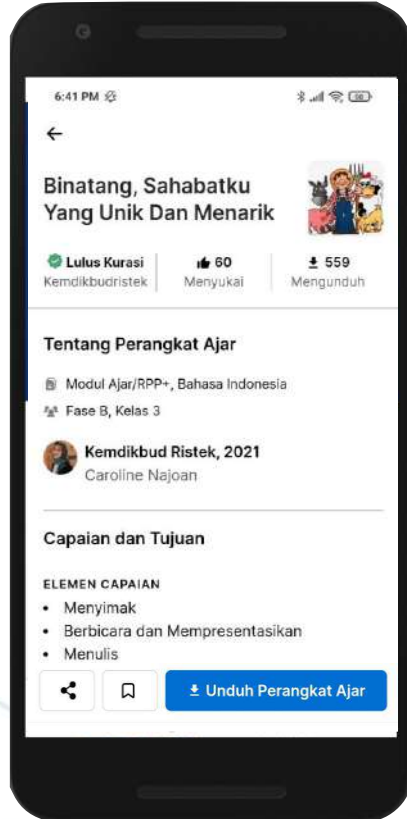 6:41 PM
Binatang, Sahabatku
Yang Unik Dan Menarik
Lulus Kurasi
Kemdikbudristek
60
Menyukai
559
Mengunduh
Tentang Perangkat Ajar
Modul Ajar/RPP+, Bahasa Indonesia
Fase B, Kelas 3
Kemdikbud Ristek, 2021
Caroline Najoan
Capaian dan Tujuan
ELEMEN CAPAIAN
• Menyimak
• Berbicara dan Mempresentasikan
• Menulis
Unduh Perangkat Ajar